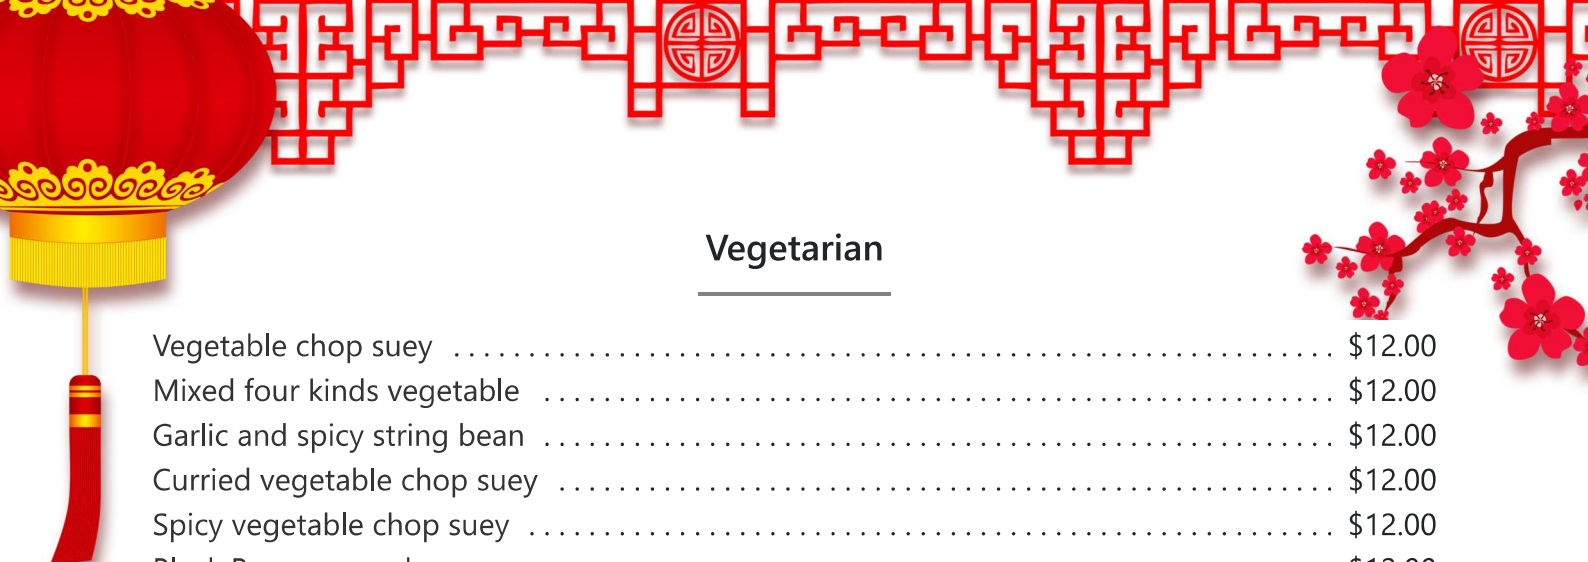 Vegetarian
Vegetable chop suey ........................................................... $12.00
Mixed four kinds vegetable ..................................................... $12.00
Garlic and spicy string bean ..................................................... $12.00
Curried vegetable chop suey .................................................... $12.00
Spicy vegetable chop suey ...................................................... $12.00